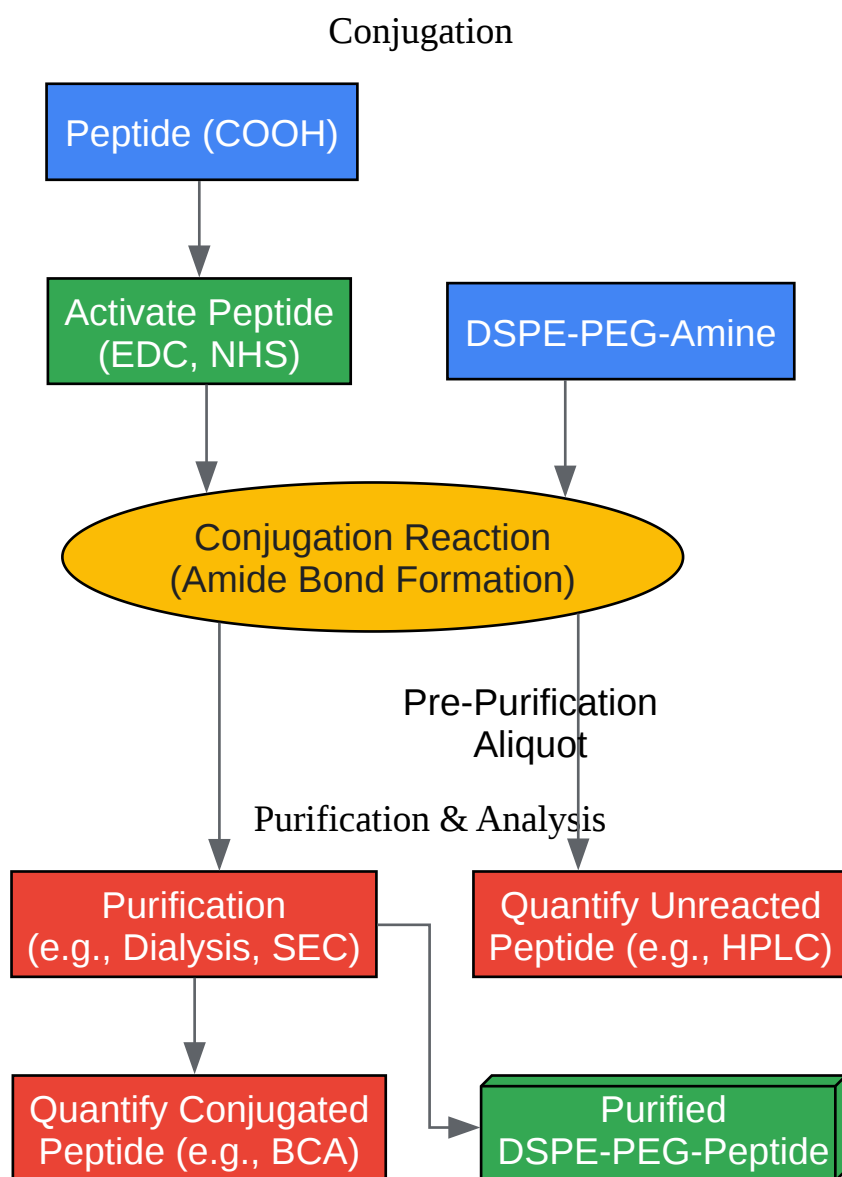 Conjugation
Peptide (COOH)
Activate Peptide
(EDC, NHS)
DSPE-PEG-Amine
Conjugation Reaction
(Amide Bond Formation)
Pre-Purification
Aliquot
Purification & Analysis
Purification
(e.g., Dialysis, SEC)
Quantify Unreacted
Peptide (e.g., HPLC)
Quantify Conjugated
Peptide (e.g., BCA)
Purified
DSPE-PEG-Peptide